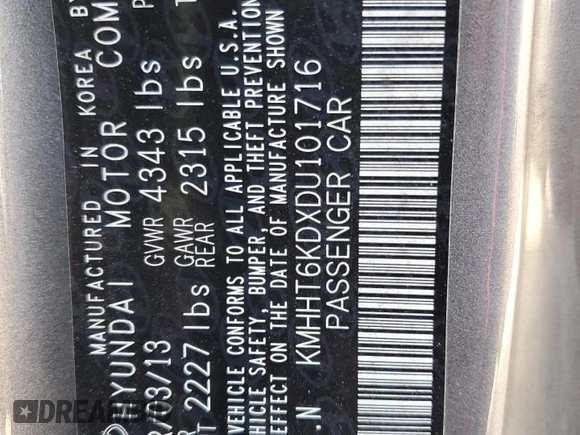 MANUFACTURED IN KOREA BY
HYUNDAI MOTOR COM
03/13 GVWR 4343 lbs
2227 lbs GAWR REAR 2315 lbs
VEHICLE CONFORMS TO ALL APPLICABLE U.S.A.
VEHICLE SAFETY, BUMPER, AND THEFT PREVENTION
EFFECT ON THE DATE OF MANUFACTURE SHOWN
.N KMHHT6KDXDU101716
PASSENGER CAR
DREAMBID